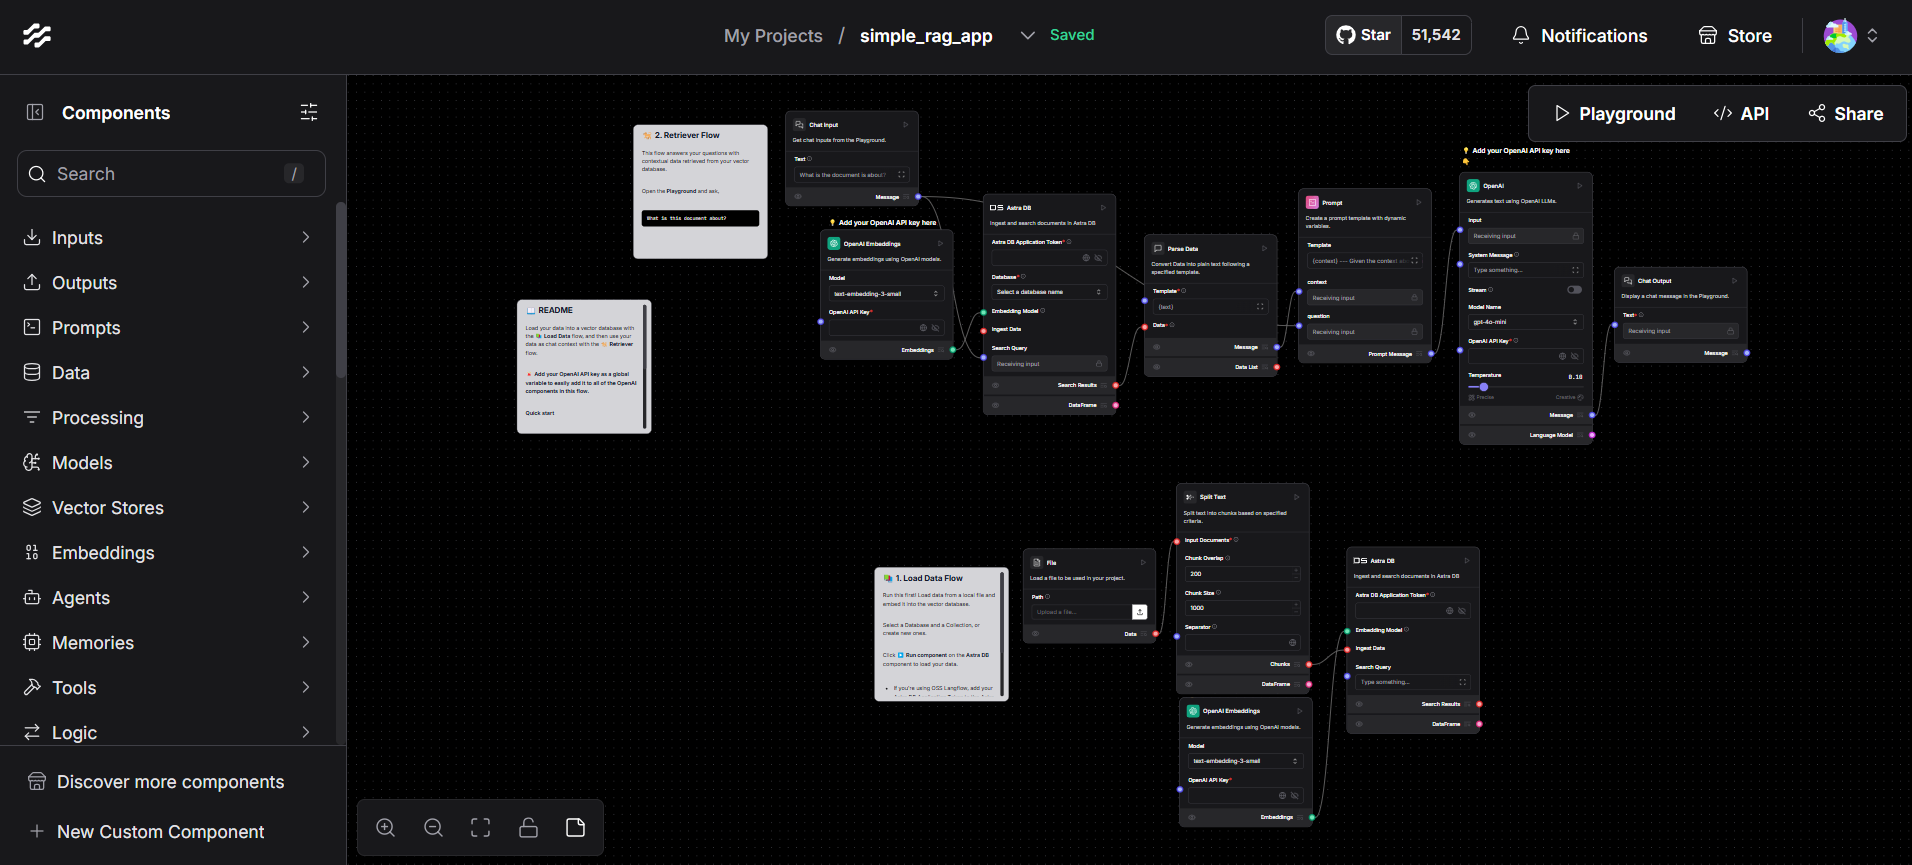 My Projects / simple_rag_app
Saved
Star 51,542
Notifications
Store
Components
Search /
Inputs
Outputs
Prompts
Data
Processing
Models
Vector Stores
Embeddings
Agents
Memories
Tools
Logic
Discover more components
New Custom Component
Playground
API
Share
2. Retriever Flow
This flow answers your questions with
contextual data retrieved from your vector
database.
Open the Playground and ask,
What is this document about?
README
Load your data into a vector database with
the Load Data flow, and then use your
data as chat context with the Retriever
flow.
Add your OpenAI API key as a global
variable to easily add it to all of the OpenAI
components in this flow.
Quick start
Chat Input
Get chat inputs from the Playground.
Text
What is the document is about?
Message
Add your OpenAI API key here
OpenAI Embeddings
Generate embeddings using OpenAI models.
Model
text-embedding-3-small
OpenAI API Key*
Embeddings
Astra DB
Ingest and search documents in Astra DB
Astra DB Application Token*
Database*
Select a database name
Embedding Model
Ingest Data
Search Query
Receiving input
Search Results
DataFrame
Parse Data
Convert Data into plain text following a
specified template.
Template*
{text}
Data*
Message
Data List
Prompt
Create a prompt template with dynamic
variables.
Template
{context} --- Given the context
context
Receiving input
question
Receiving input
Prompt Message
Add your OpenAI API key here
OpenAI
Generates text using OpenAI LLMs.
Input
Receiving input
System Message
Type something...
Stream
Model Name
gpt-4o-mini
OpenAI API Key*
Temperature 0.10
Precise Creative
Message
Language Model
Chat Output
Display a chat message in the Playground.
Text*
Receiving input
Message
1. Load Data Flow
Run this first! Load data from a local file and
embed it into the vector database.
Select a Database and a Collection, or
create new ones.
Click Run component on the Astra DB
component to load your data.
• If you're using OSS Langflow, add your
File
Load a file to be used in your project.
Path
Upload a file...
Data
Split Text
Split text into chunks based on specified
criteria.
Input Documents*
Chunk Overlap
200
Chunk Size
1000
Separator
Chunks
DataFrame
OpenAI Embeddings
Generate embeddings using OpenAI models.
Model
text-embedding-3-small
OpenAI API Key*
Embeddings
Astra DB
Ingest and search documents in Astra DB
Astra DB Application Token*
Embedding Model
Ingest Data
Search Query
Type something...
Search Results
DataFrame